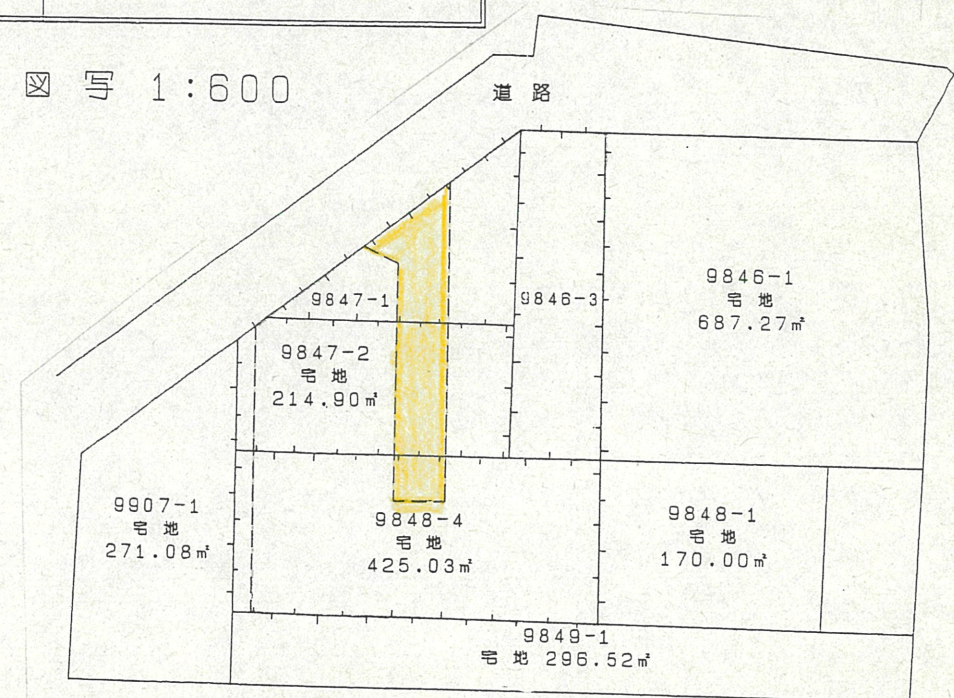 図 写 1:600
道 路
9846-1
宅 地
687.27㎡
9847-1
9846-3
9847-2
宅 地
214.90㎡
9907-1
宅 地
271.08㎡
9848-4
宅 地
425.03㎡
9848-1
宅 地
170.00㎡
9849-1
宅 地 296.52㎡